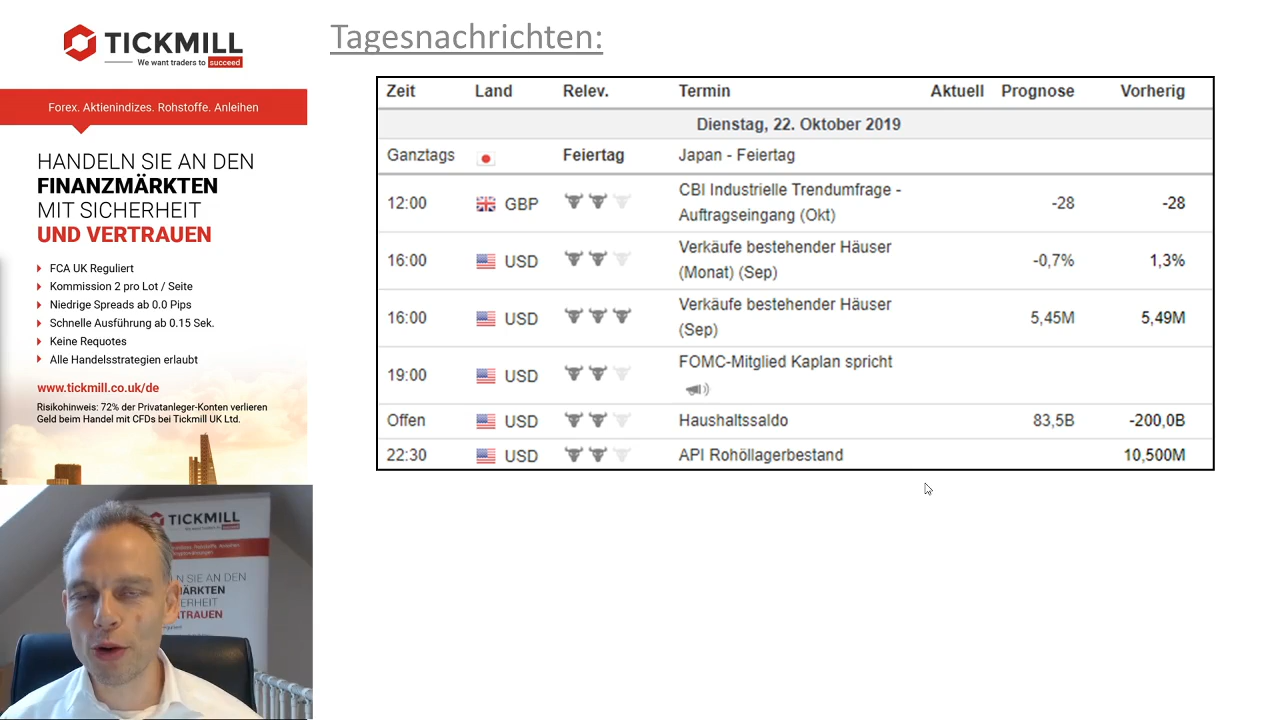 TICKMILL
We want traders to succeed
Forex. Aktienindizes. Rohstoffe. Anleihen
HANDELN SIE AN DEN
FINANZMÄRKTEN
MIT SICHERHEIT
UND VERTRAUEN
FCA UK Reguliert
Kommission 2 pro Lot / Seite
Niedrige Spreads ab 0.0 Pips
Schnelle Ausführung ab 0.15 Sek.
Keine Requotes
Alle Handelsstrategien erlaubt
www.tickmill.co.uk/de
Risikohinweis: 72% der Privatanleger-Konten verlieren
Geld beim Handel mit CFDs bei Tickmill UK Ltd.
Tagesnachrichten:
Zeit Land Relev. Termin Aktuell Prognose Vorherig
Dienstag, 22. Oktober 2019
Ganztags Feiertag Japan - Feiertag
12:00 GBP CBI Industrielle Trendumfrage - Auftragseingang (Okt) -28 -28
16:00 USD Verkäufe bestehender Häuser (Monat) (Sep) -0,7% 1,3%
16:00 USD Verkäufe bestehender Häuser (Sep) 5,45M 5,49M
19:00 USD FOMC-Mitglied Kaplan spricht
Offen USD Haushaltssaldo 83,5B -200,0B
22:30 USD API Rohöllagerbestand 10,500M
TICKMILL
N SIE AN DEN
MÄRKTEN
ERHEIT
TRAUEN